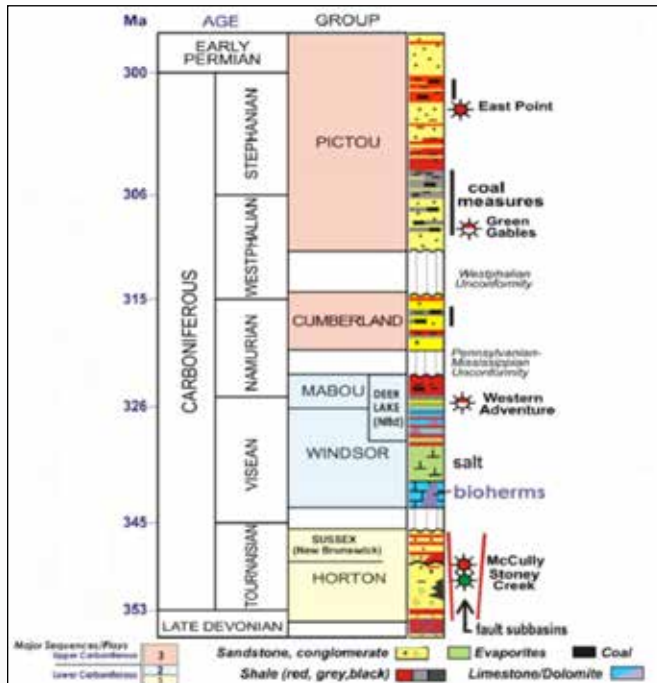 Ma AGE GROUP
EARLY PERMIAN
300
CARBONIFEROUS
STEPHANIAN
PICTOU
East Point
306
coal measures
Green Gables
WESTPHALIAN
Westphalian Unconformity
315
CUMBERLAND
NAMURIAN
Pennsylvanian-Mississippian Unconformity
MABOU
DEER LAKE (NBd)
326
Western Adventure
WINDSOR
VISEAN
salt
bioherms
345
SUSSEX (New Brunswick)
TOURNAISIAN
HORTON
McCully
Stoney Creek
353
LATE DEVONIAN
fault subbasins
Major Sequences/Plays
Upper Carboniferous 3
2
Lower Carboniferous
1
Sandstone, conglomerate
Evaporites
Coal
Shale (red, grey,black)
Limestone/Dolomite